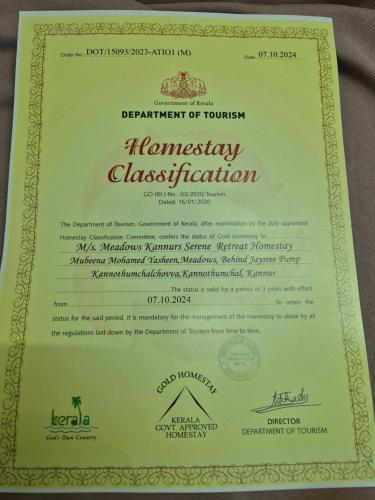 Order No. DOT/15093/2023-ATIO1 (M)
Date: 07.10.2024
Government of Kerala
DEPARTMENT OF TOURISM
Homestay
Classification
GO (Rt.) No.: 03/2020/Tourism
Dated: 16/01/2020
The Department of Tourism, Government of Kerala, after examination by the duly appointed
Homestay Classification Committee, confers the status of Gold Homestay to
M/s. Meadows Kannurs Serene Retreat Homestay
Mubeena Mohamed Yasheen,Meadows, Behind Jaysree Pump
Kannothumchalchovva,Kannothumchal, Kannur
The status is valid for a period of 3 years with effect
from 07.10.2024 To retain the
status for the said period, it is mandatory for the management of the Homestay to abide by all
the regulations laid down by the Department of Tourism from time to time.
GOLD HOMESTAY
KERALA
GOVT. APPROVED
HOMESTAY
kerala
God's Own Country
DIRECTOR
DEPARTMENT OF TOURISM